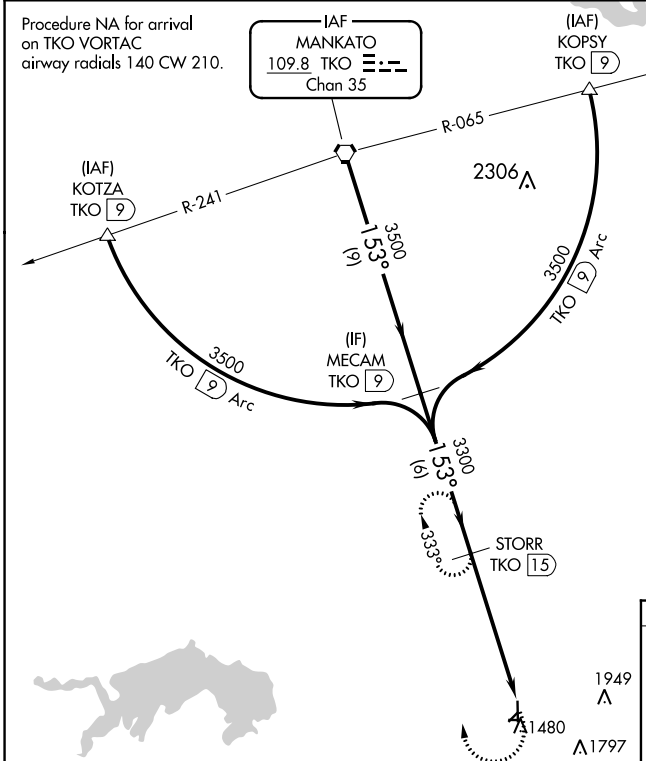 Procedure NA for arrival
on TKO VORTAC
airway radials 140 CW 210.
IAF
MANKATO
109.8 TKO
Chan 35
(IAF)
KOPSY
TKO 9
R-065
2306
(IAF)
KOTZA
TKO 9
R-241
3500
153°
(9)
3500
TKO 9 Arc
(IF)
MECAM
TKO 9
3500
TKO 9 Arc
3300
153°
(6)
333°
STORR
TKO 15
1949
1480
1797